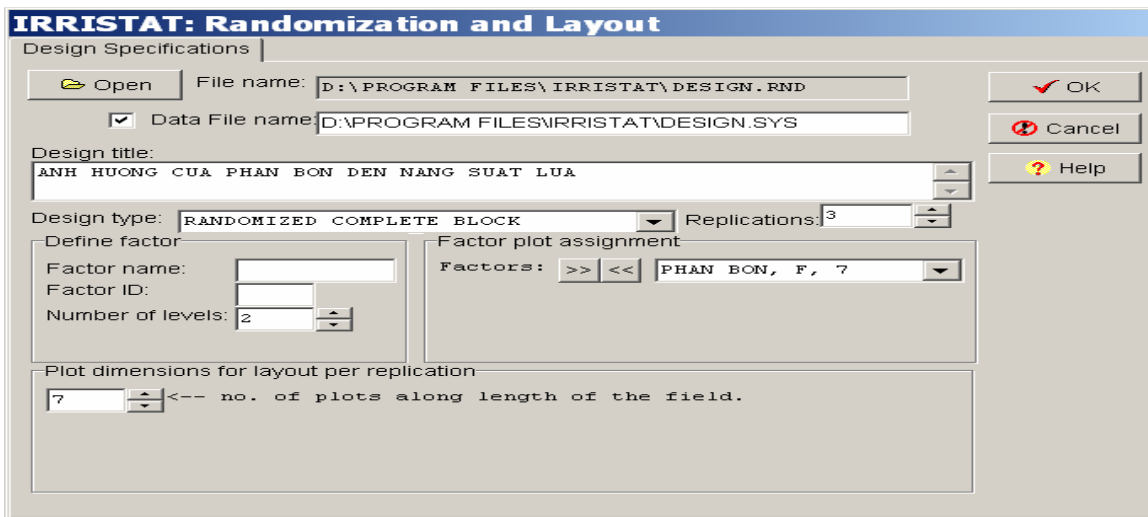 IRRISTAT: Randomization and Layout
Design Specifications
Open File name: D:\PROGRAM FILES\IRRISTAT\DESIGN.RND OK
Data File name: D:\PROGRAM FILES\IRRISTAT\DESIGN.SYS Cancel
Design title:
ANH HUONG CUA PHAN BON DEN NANG SUAT LUA
? Help
Design type: RANDOMIZED COMPLETE BLOCK Replications: 3
Define factor Factor plot assignment
Factor name: Factors: >> << PHAN BON, F, 7
Factor ID:
Number of levels: 2
Plot dimensions for layout per replication
7 <-- no. of plots along length of the field.